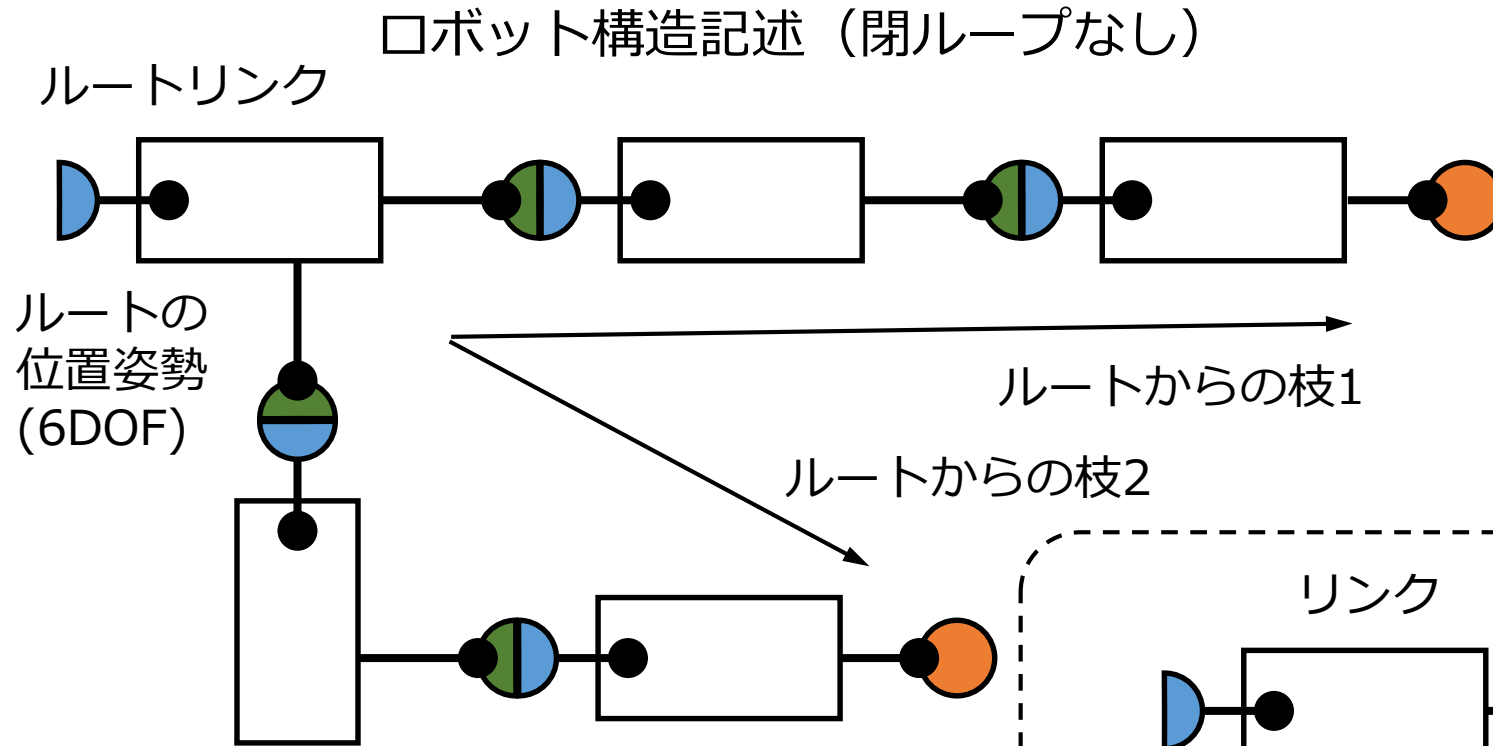 ロボット構造記述（閉ループなし）
ルートリンク
ルートの
位置姿勢
(6DOF)
ルートからの枝1
ルートからの枝2
リンク